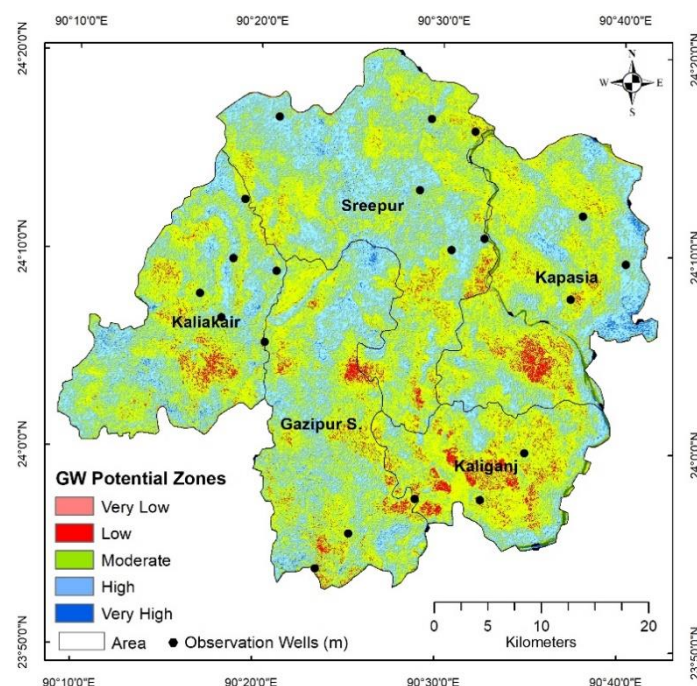 90°10'0"E 90°20'0"E 90°30'0"E 90°40'0"E
24°20'0"N
24°20'0"N
N
W E
S
Sreepur
24°10'0"N
24°10'0"N
Kapasia
Kaliakair
Gazipur S.
24°0'0"N
24°0'0"N
Kaliganj
GW Potential Zones
Very Low
Low
Moderate
High
Very High
Area
Observation Wells (m)
0 5 10 20
Kilometers
23°50'0"N
23°50'0"N
90°10'0"E 90°20'0"E 90°30'0"E 90°40'0"E